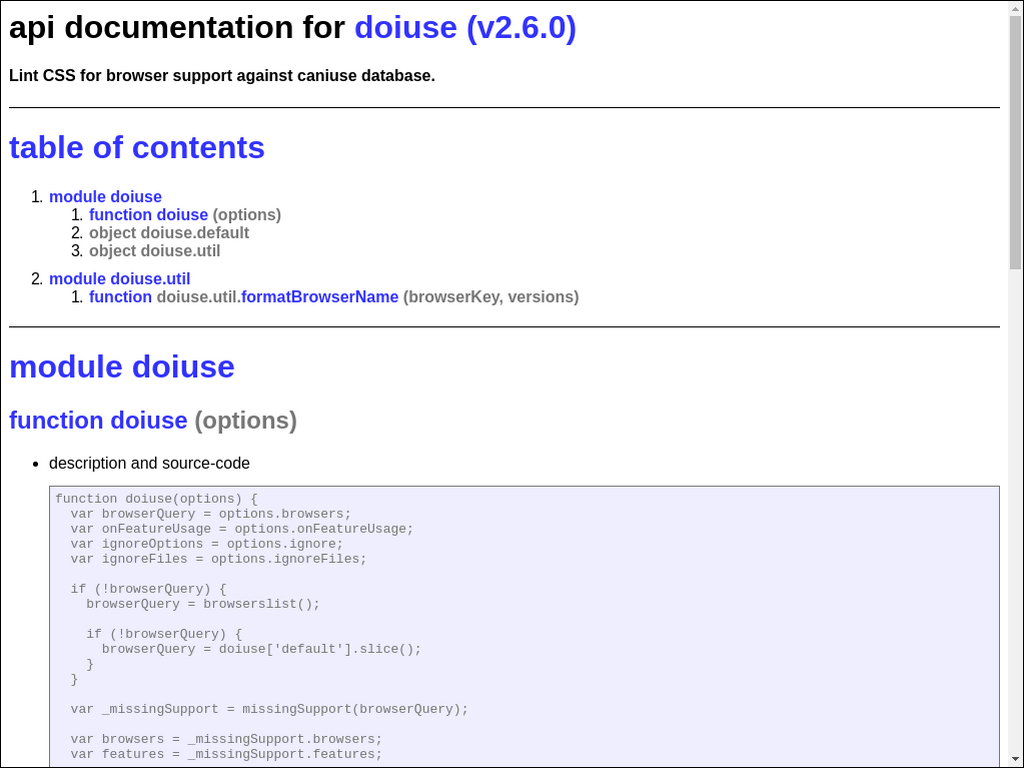 api documentation for doiuse (v2.6.0)
Lint CSS for browser support against caniuse database.
table of contents
1. module doiuse
1. function doiuse (options)
2. object doiuse.default
3. object doiuse.util
2. module doiuse.util
1. function doiuse.util.formatBrowserName (browserKey, versions)
module doiuse
function doiuse (options)
• description and source-code
function doiuse(options) {
  var browserQuery = options.browsers;
  var onFeatureUsage = options.onFeatureUsage;
  var ignoreOptions = options.ignore;
  var ignoreFiles = options.ignoreFiles;
  if (!browserQuery) {
    browserQuery = browserslist();
    if (!browserQuery) {
      browserQuery = doiuse['default'].slice();
    }
  }
  var _missingSupport = missingSupport(browserQuery);
  var browsers = _missingSupport.browsers;
  var features = _missingSupport.features;